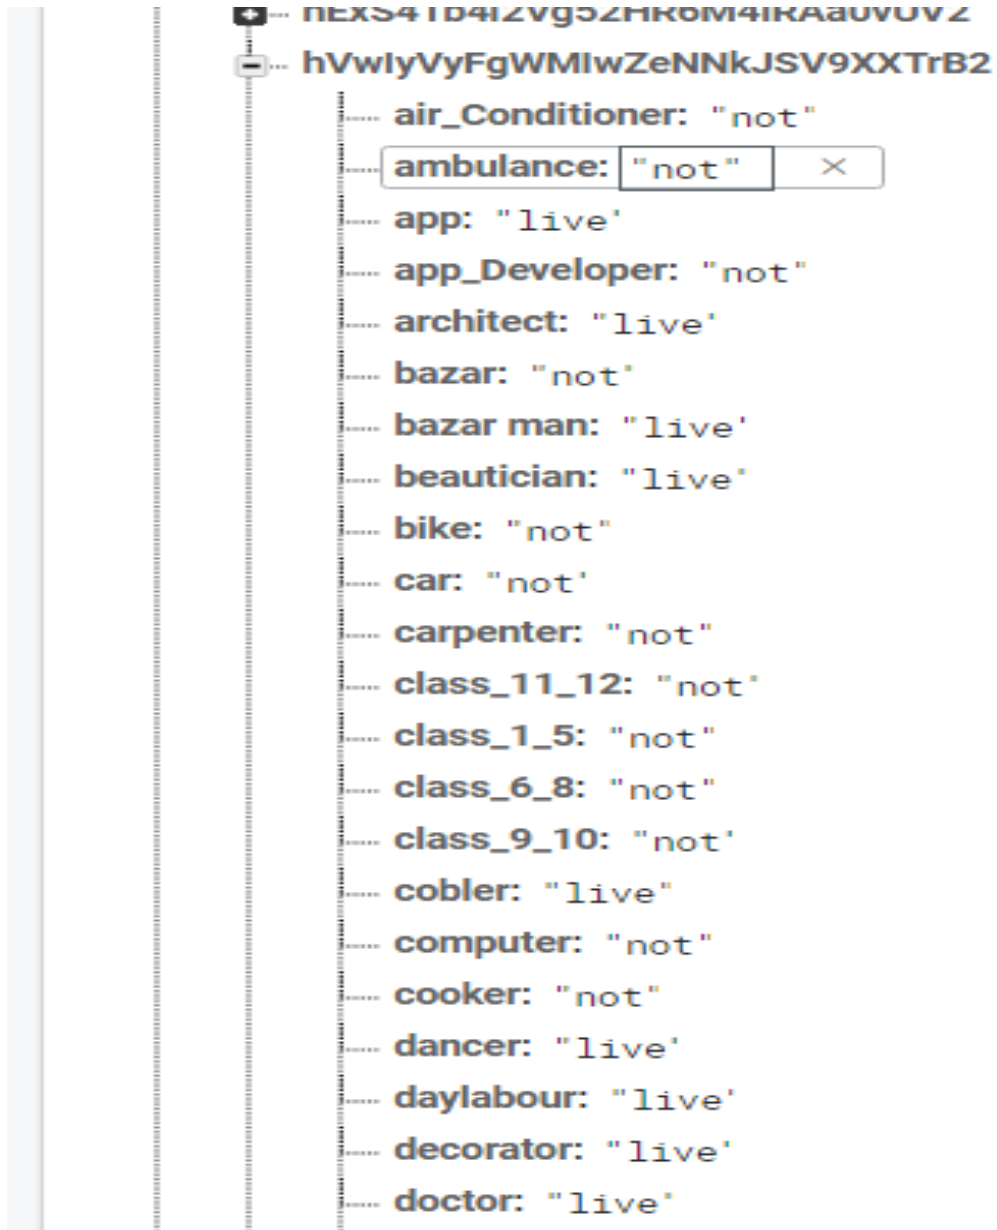 hVwIyVyFgWMIwZeNNkJSV9XXTrB2
air_Conditioner: "not"
ambulance: "not" ×
app: "live'
app_Developer: "not"
architect: "live'
bazar: "not'
bazar man: "live'
beautician: "live'
bike: "not"
car: "not'
carpenter: "not"
class_11_12: "not'
class_1_5: "not"
class_6_8: "not"
class_9_10: "not'
cobler: "live"
computer: "not"
cooker: "not"
dancer: "live'
daylabour: "live'
decorator: "live'
doctor: "live'